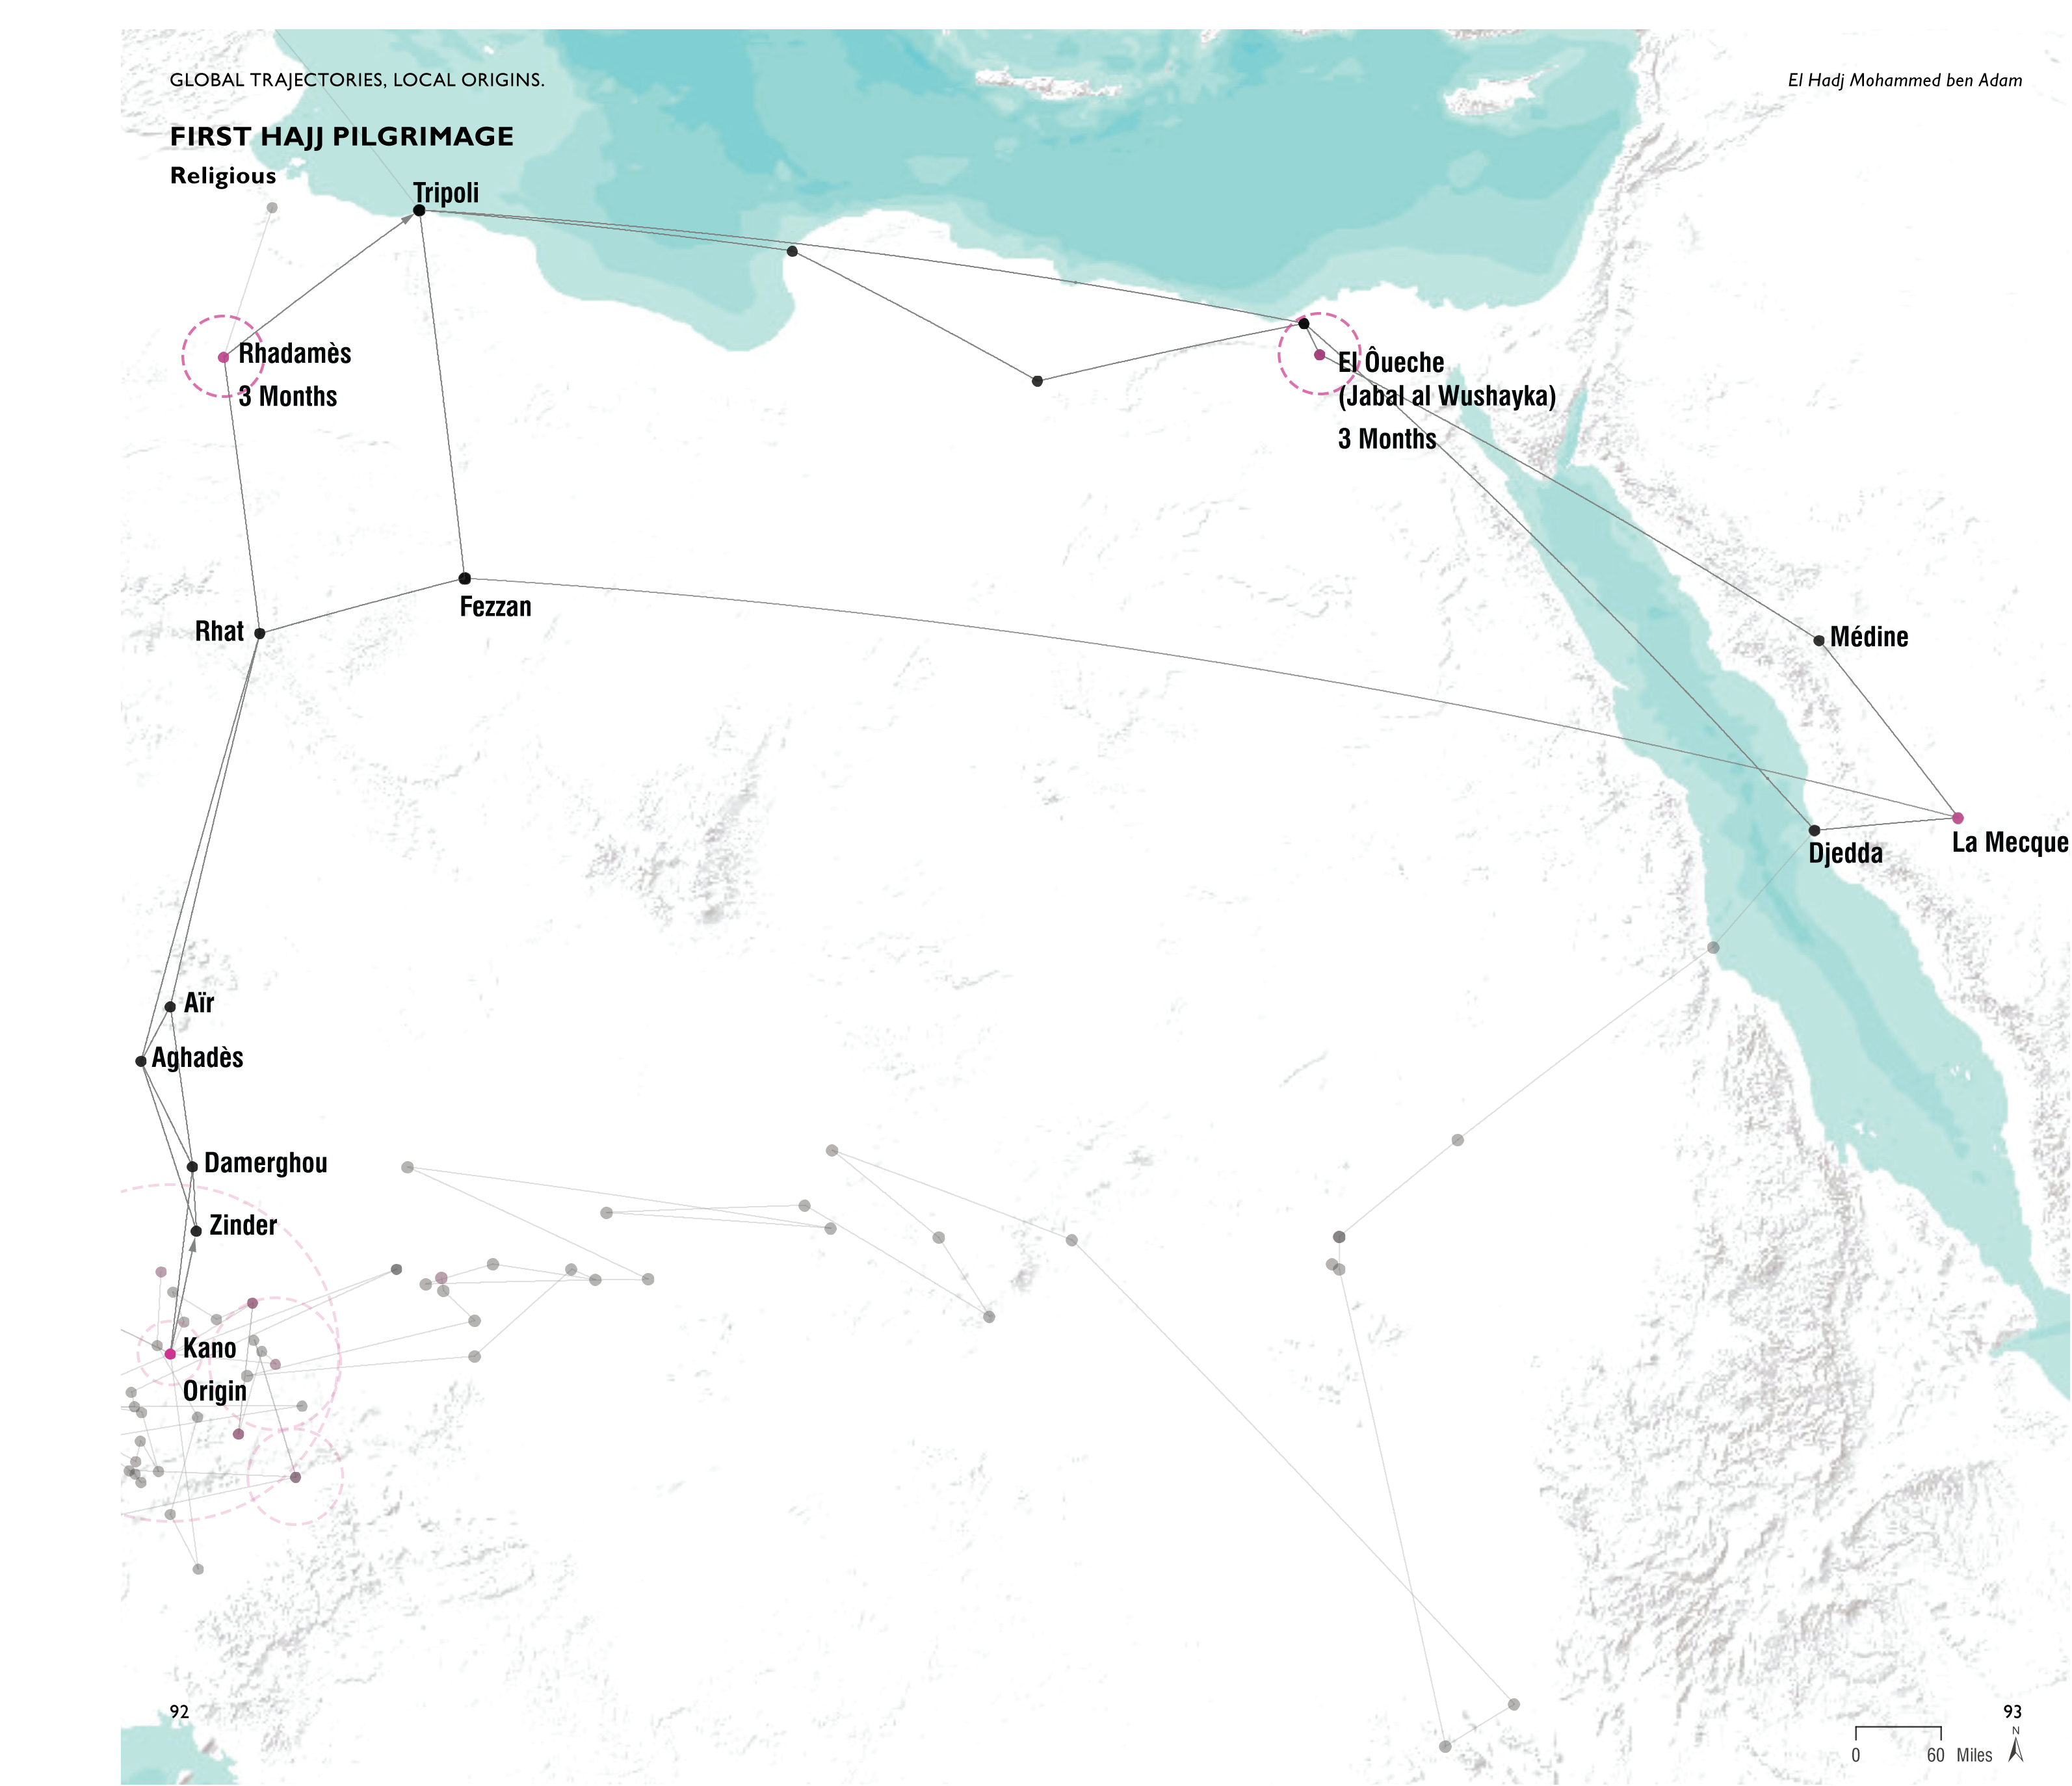 GLOBAL TRAJECTORIES, LOCAL ORIGINS.
El Hadj Mohammed ben Adam
FIRST HAJJ PILGRIMAGE
Religious
Tripoli
Rhadamès
3 Months
El Ôueche
(Jabal al Wushayka)
3 Months
Fezzan
Rhat
Médine
La Mecque
Djedda
Aïr
Aghadès
Damerghou
Zinder
Kano
Origin
92
93
N
0 60 Miles